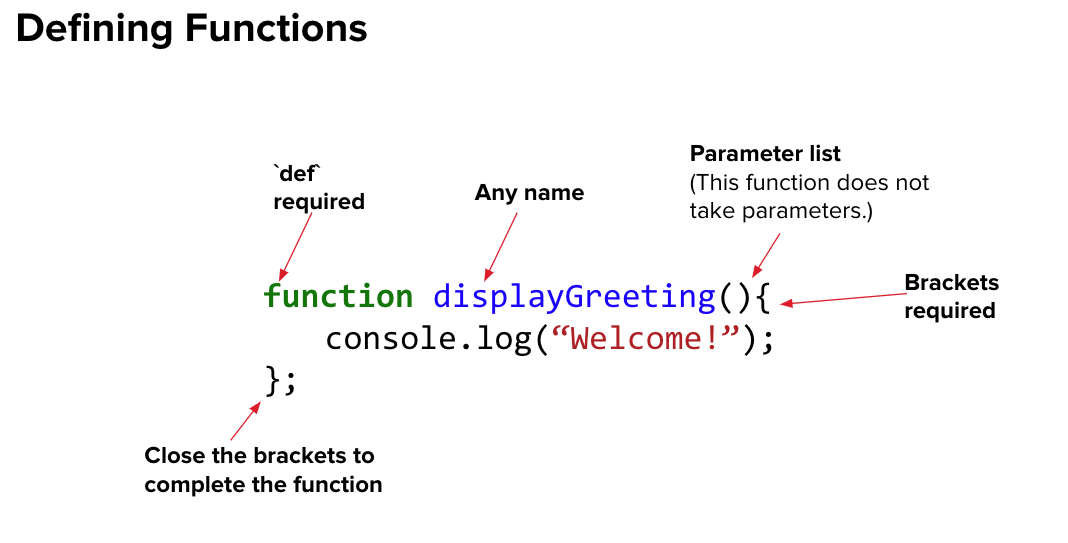 Defining Functions
`def`
required
Any name
Parameter list
(This function does not
take parameters.)
function displayGreeting(){
Brackets
required
console.log(“Welcome!”);
};
Close the brackets to
complete the function